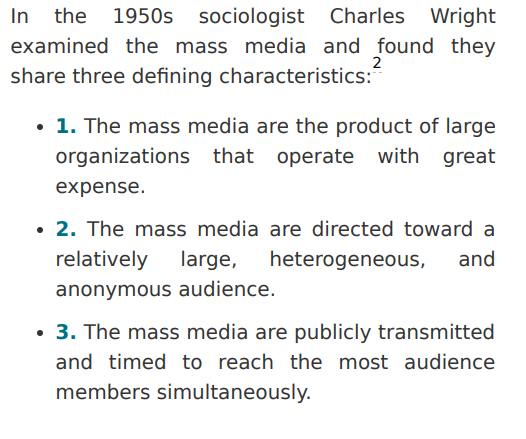 In the 1950s sociologist Charles Wright
examined the mass media and found they
share three defining characteristics:2
• 1. The mass media are the product of large
organizations that operate with great
expense.
• 2. The mass media are directed toward a
relatively large, heterogeneous, and
anonymous audience.
• 3. The mass media are publicly transmitted
and timed to reach the most audience
members simultaneously.